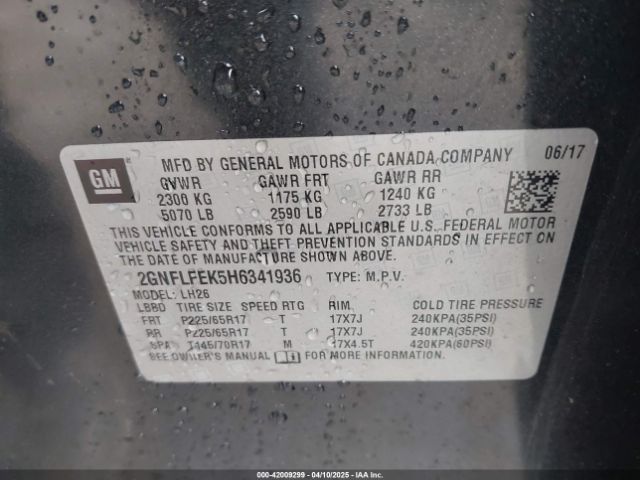 GM
MFD BY GENERAL MOTORS OF CANADA COMPANY 06/17
GVWR GAWR FRT GAWR RR
2300 KG 1175 KG 1240 KG
5070 LB 2590 LB 2733 LB
THIS VEHICLE CONFORMS TO ALL APPLICABLE U.S. FEDERAL MOTOR
VEHICLE SAFETY AND THEFT PREVENTION STANDARDS IN EFFECT ON THE
DATE OF MANUFACTURE SHOWN ABOVE.
2GNFLFEK5H6341936 TYPE: M.P.V.
MODEL: LH26
LBBD TIRE SIZE SPEED RTG RIM COLD TIRE PRESSURE
FRT P225/65R17 T 17X7J 240KPA(35PSI)
RR P225/65R17 T 17X7J 240KPA(35PSI)
SPA T145/70R17 M 17X4.5T 420KPA(60PSI)
SEE OWNER'S MANUAL FOR MORE INFORMATION.
000-42009299 - 04/10/2025 - IAAI.COM